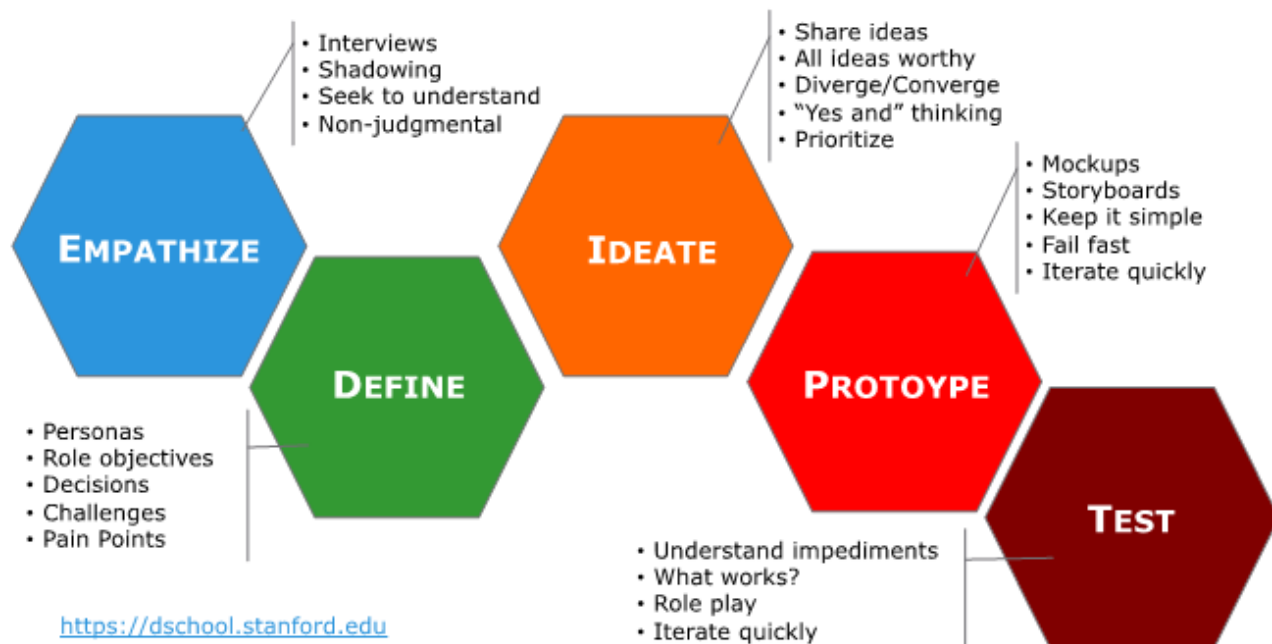 • Interviews
• Shadowing
• Seek to understand
• Non-judgmental
EMPATHIZE
• Personas
• Role objectives
• Decisions
• Challenges
• Pain Points
DEFINE
• Share ideas
• All ideas worthy
• Diverge/Converge
• “Yes and” thinking
• Prioritize
IDEATE
• Mockups
• Storyboards
• Keep it simple
• Fail fast
• Iterate quickly
PROTOYPE
• Understand impediments
• What works?
• Role play
• Iterate quickly
TEST
https://dschool.stanford.edu